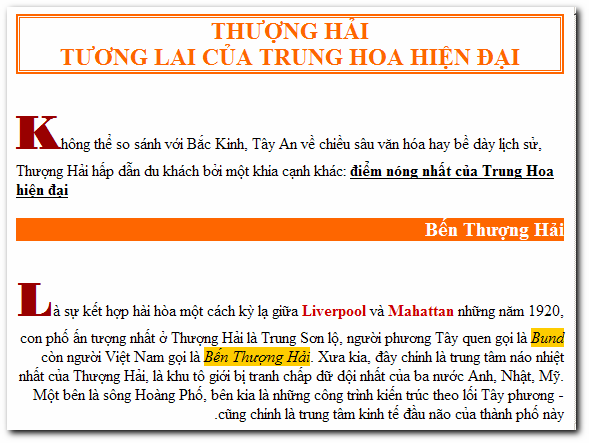 THƯỢNG HẢI
TƯƠNG LAI CỦA TRUNG HOA HIỆN ĐẠI
Không thể so sánh với Bắc Kinh, Tây An về chiều sâu văn hóa hay bề dày lịch sử,
Thượng Hải hấp dẫn du khách bởi một khia cạnh khác: điểm nóng nhất của Trung Hoa
hiện đại
Bến Thượng Hải
Là sự kết hợp hài hòa một cách kỳ lạ giữa Liverpool và Mahattan những năm 1920,
con phố ấn tượng nhất ở Thượng Hải là Trung Sơn lộ, người phương Tây quen gọi là Bund
còn người Việt Nam gọi là Bến Thượng Hải. Xưa kia, đây chinh là trung tâm náo nhiệt
nhất của Thượng Hải, là khu tô giới bị tranh chấp dữ dội nhất của ba nước Anh, Nhật, Mỹ.
Một bên là sông Hoàng Phố, bên kia là những công trình kiến trúc theo lối Tây phương -
.cũng chính là trung tâm kinh tế đầu não của thành phố này